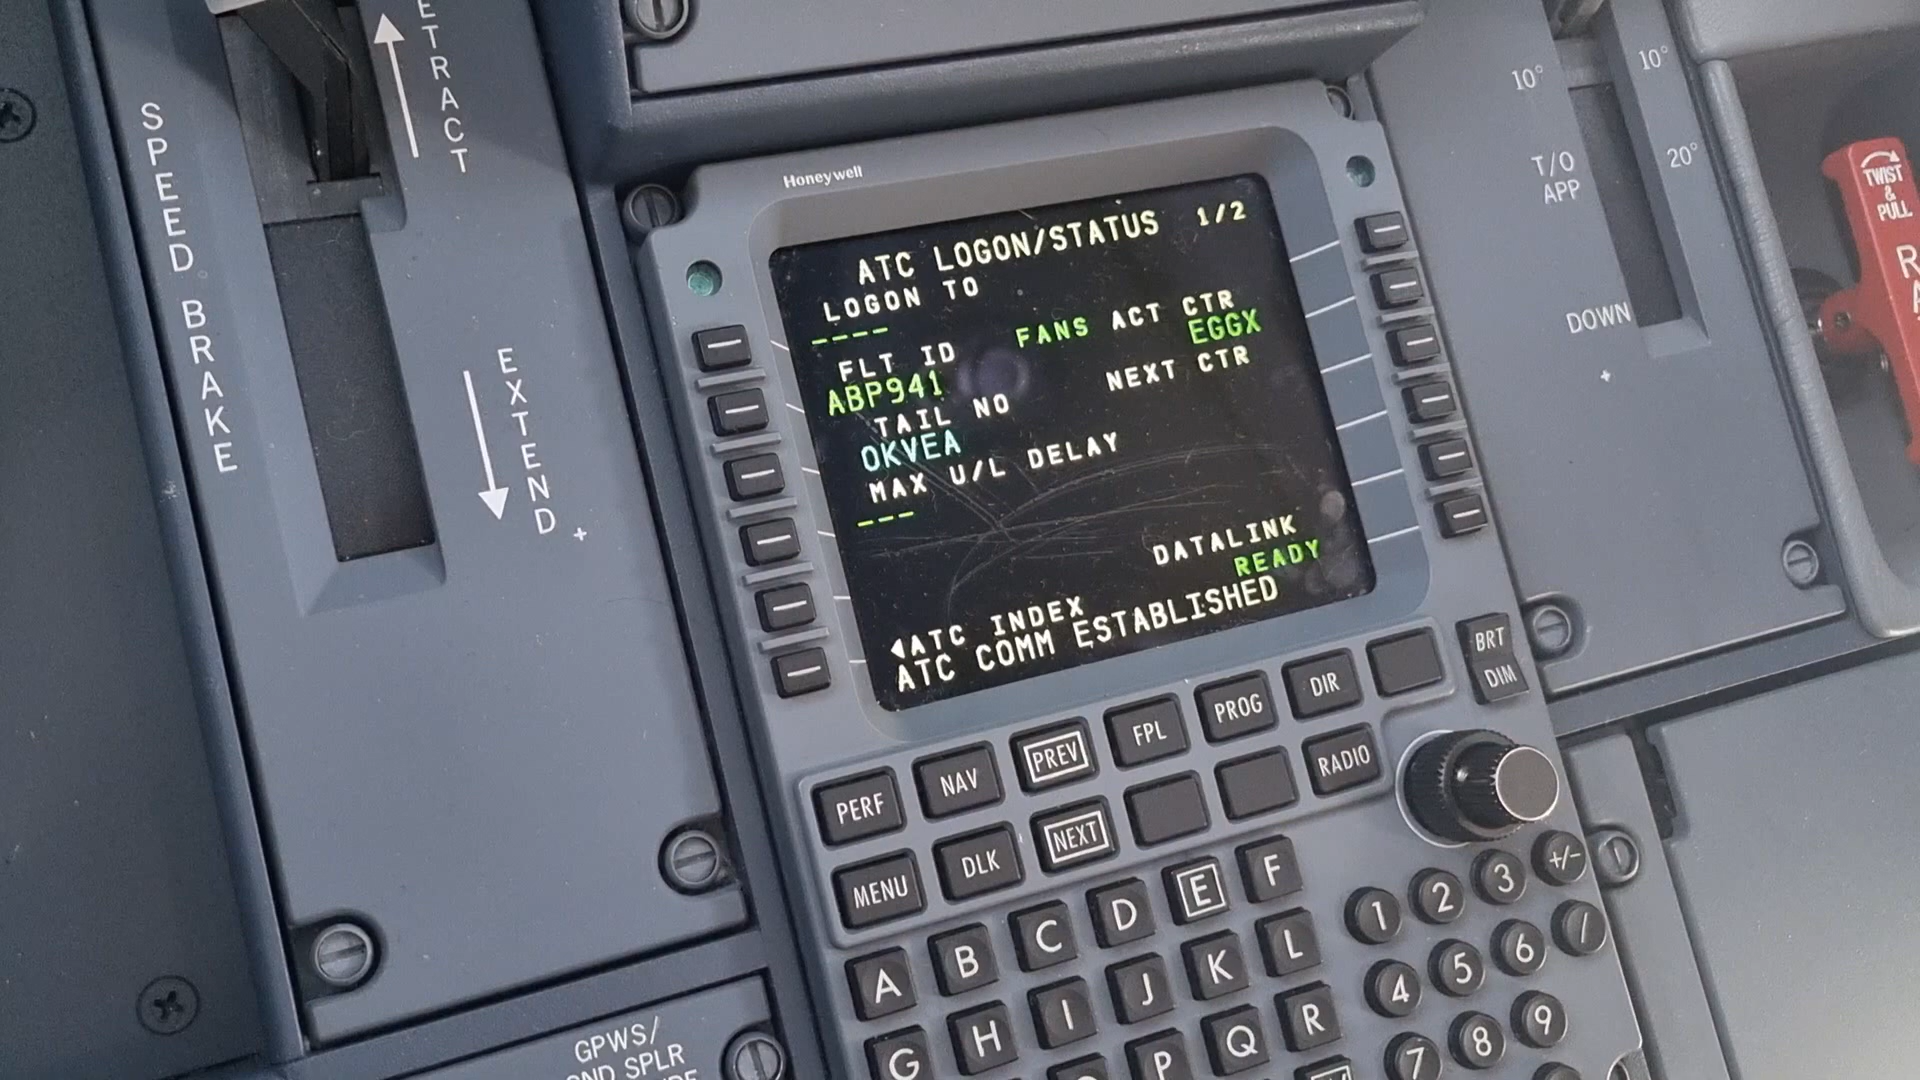 RETRACT
SPEED BRAKE
EXTEND
Honeywell
ATC LOGON/STATUS 1/2
LOGON TO
----
FANS ACT CTR
EGGX
FLT ID
ABP941
NEXT CTR
TAIL NO
OKVEA
MAX U/L DELAY
---
DATALINK
READY
◀ATC INDEX
ATC COMM ESTABLISHED
BRT
DIM
PERF NAV PREV FPL PROG DIR
MENU DLK NEXT RADIO
A B C D E F
G H I J K L
P Q R
1 2 3 +/-
4 5 6 /
7 8 9
10° 10°
T/O
APP
20°
DOWN
TWIST
&
PULL
GPWS/
GND SPLR